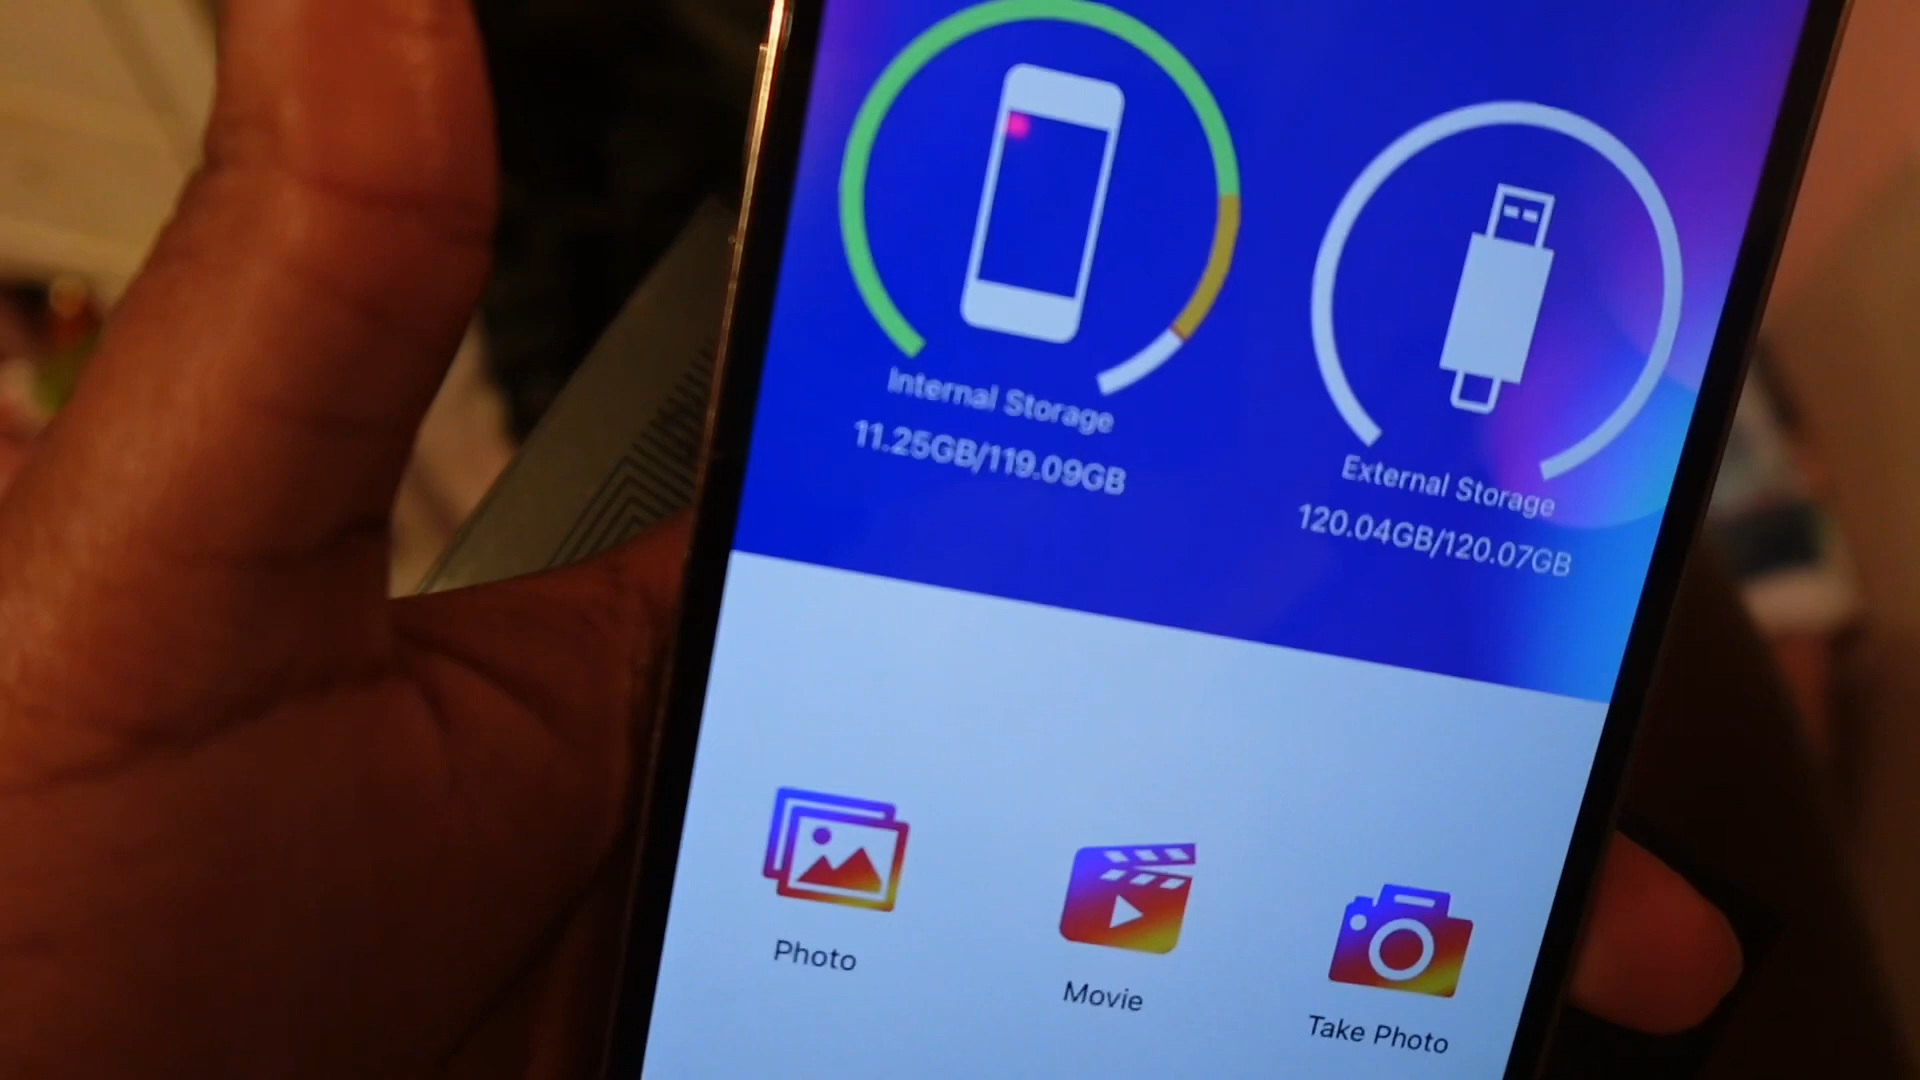 Internal Storage
11.25GB/119.09GB
External Storage
120.04GB/120.07GB
Photo
Movie
Take Photo